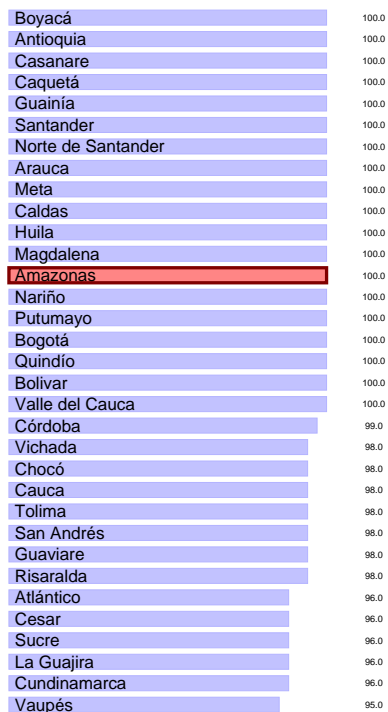 Boyacá 100.0
Antioquia 100.0
Casanare 100.0
Caquetá 100.0
Guainía 100.0
Santander 100.0
Norte de Santander 100.0
Arauca 100.0
Meta 100.0
Caldas 100.0
Huila 100.0
Magdalena 100.0
Amazonas 100.0
Nariño 100.0
Putumayo 100.0
Bogotá 100.0
Quindío 100.0
Bolivar 100.0
Valle del Cauca 100.0
Córdoba 99.0
Vichada 98.0
Chocó 98.0
Cauca 98.0
Tolima 98.0
San Andrés 98.0
Guaviare 98.0
Risaralda 98.0
Atlántico 96.0
Cesar 96.0
Sucre 96.0
La Guajira 96.0
Cundinamarca 96.0
Vaupés 95.0